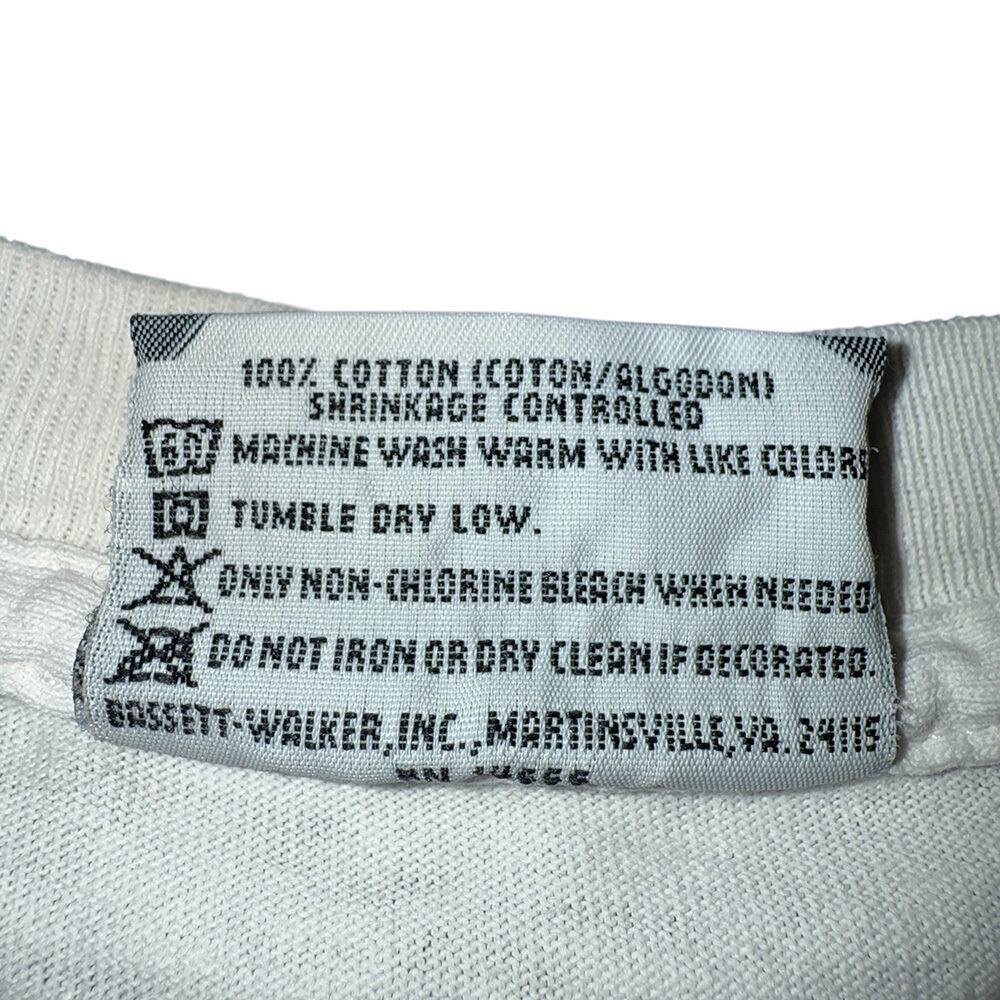 100% COTTON (COTON/ALGODON)
SHRINKAGE CONTROLLED
MACHINE WASH WARM WITH LIKE COLORS
TUMBLE DRY LOW.
ONLY NON-CHLORINE BLEACH WHEN NEEDED
DO NOT IRON OR DRY CLEAN IF DECORATED.
BASSETT-WALKER, INC., MARTINSVILLE, VA. 24115
RN